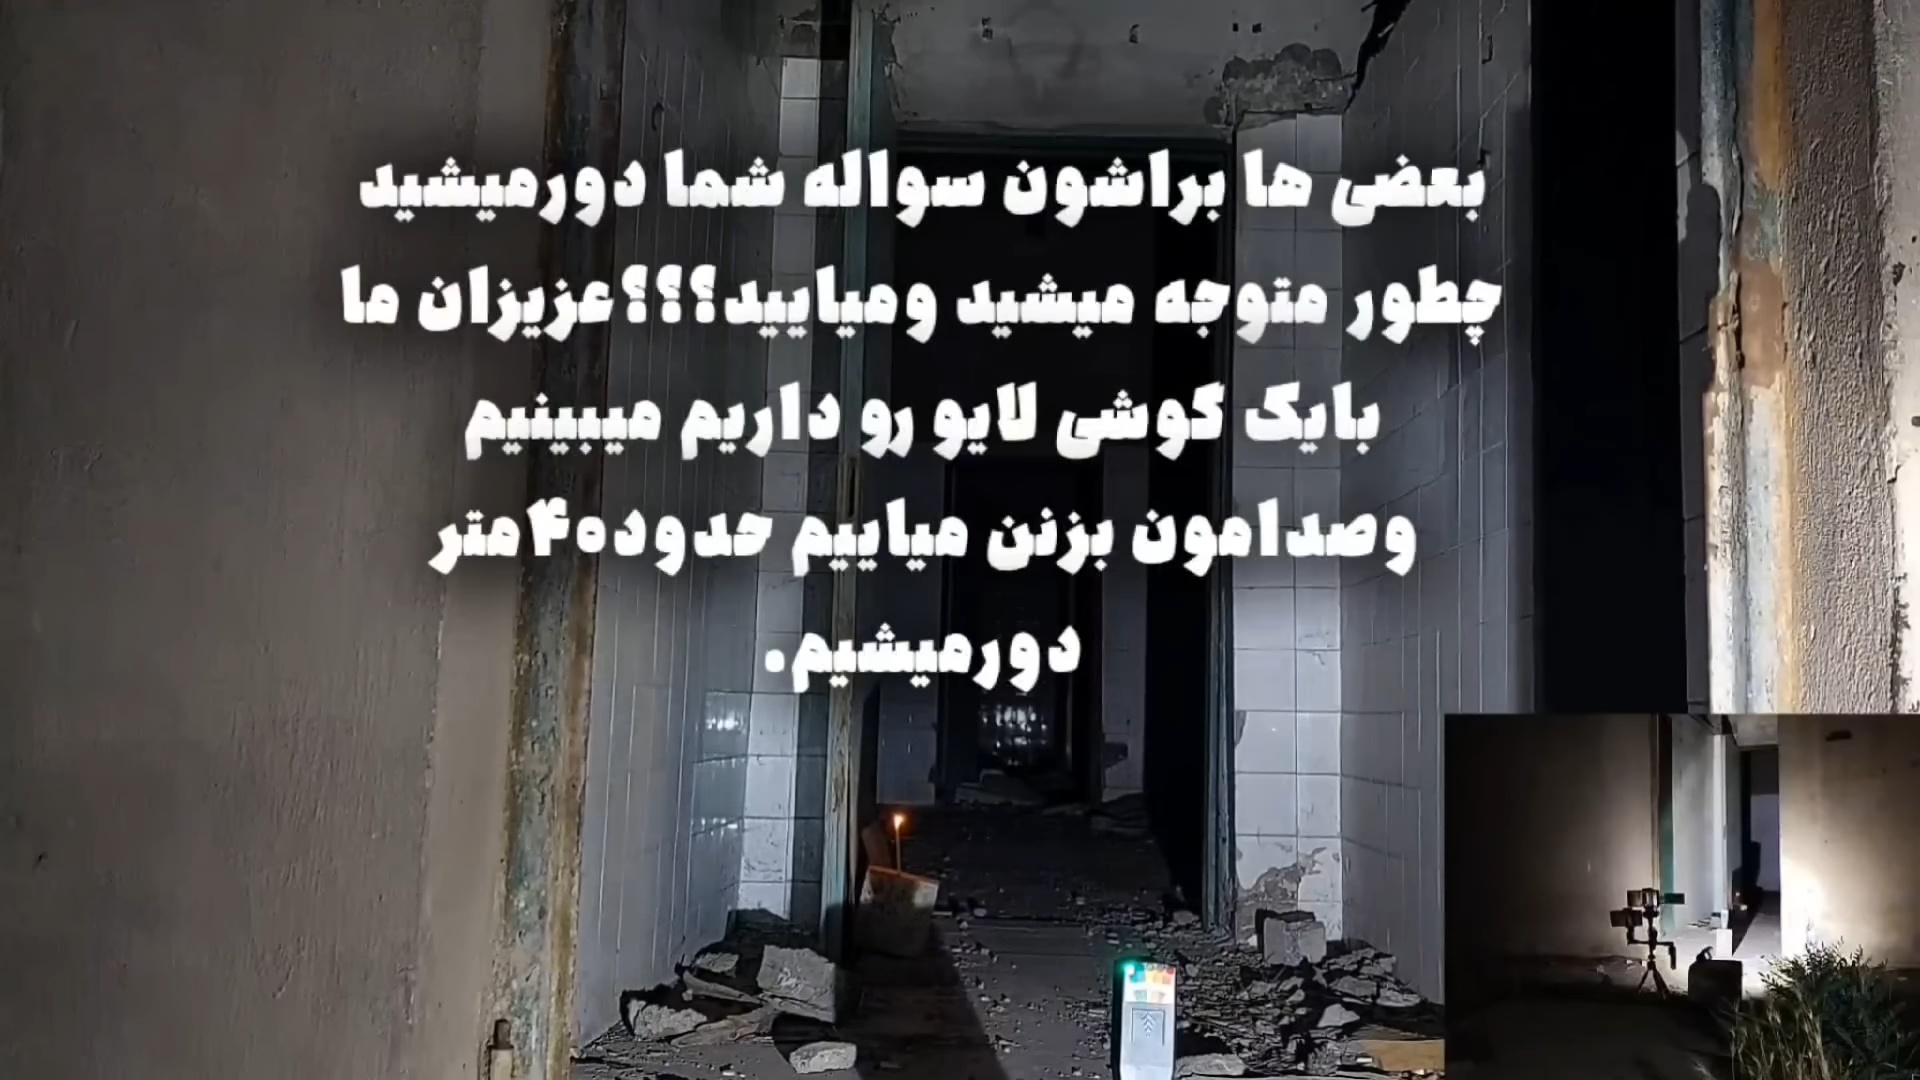 بعضی ها براشون سواله شما دورمیشید
چطور متوجه میشید ومیایید؟؟؟عزیزان ما
بایک گوشی لایو رو داریم میبینیم
وصدامون بزنن میاییم حدود۴۰متر
دورمیشیم.